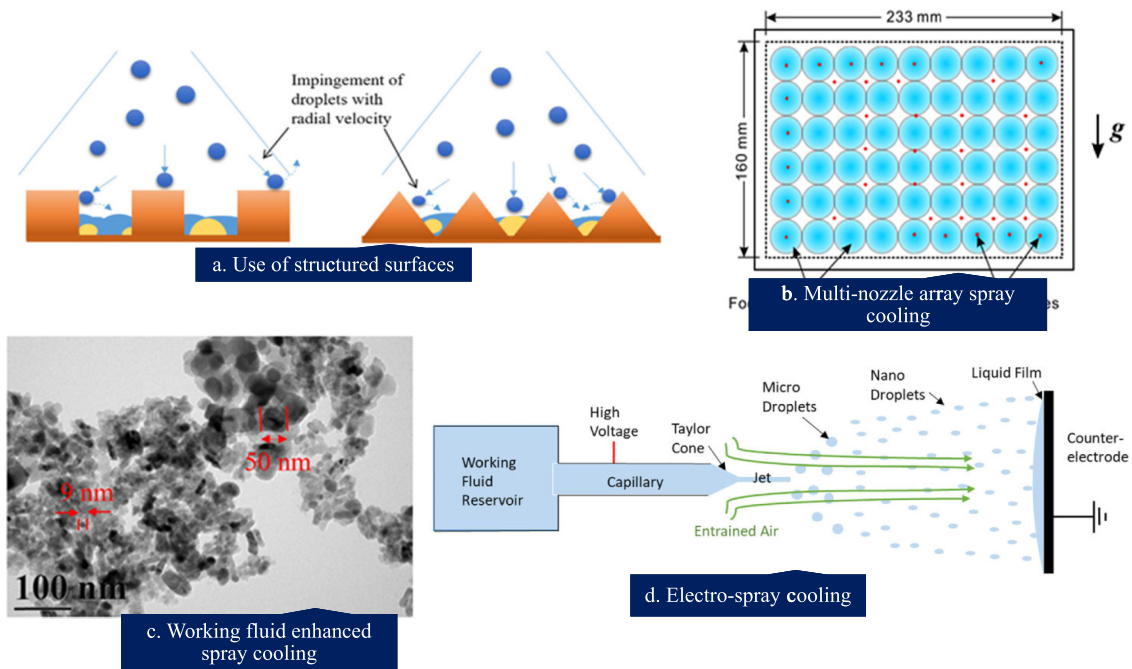 Impingement of
droplets with
radial velocity
a. Use of structured surfaces
233 mm
160 mm
g
b. Multi-nozzle array spray
cooling
50 nm
9 nm
100 nm
c. Working fluid enhanced
spray cooling
Working
Fluid
Reservoir
High
Voltage
Capillary
Taylor
Cone
Jet
Micro
Droplets
Nano
Droplets
Liquid Film
Counter-
electrode
Entrained Air
d. Electro-spray cooling